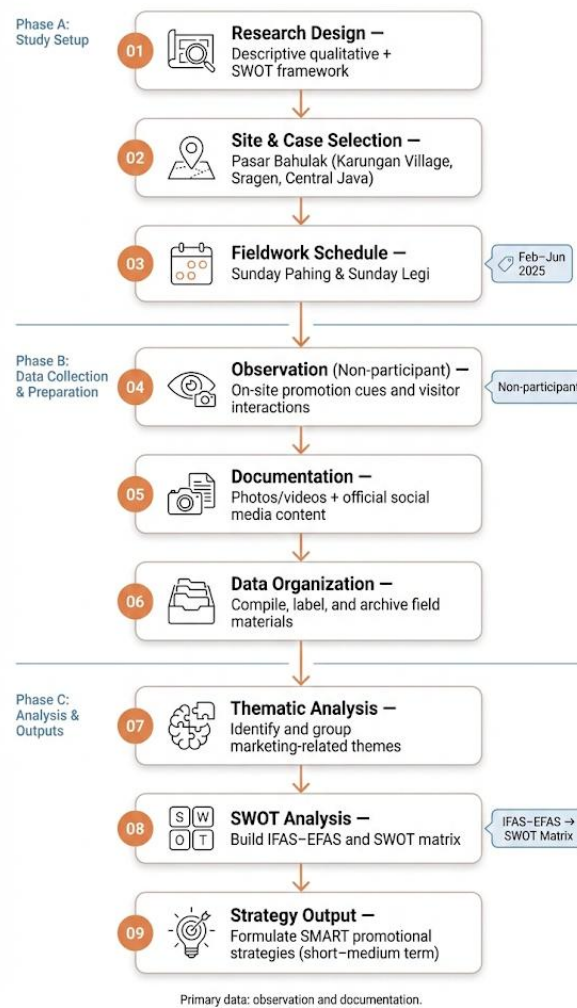 Phase A:
Study Setup
01
Research Design —
Descriptive qualitative +
SWOT framework
02
Site & Case Selection —
Pasar Bahulak (Karungan Village,
Sragen, Central Java)
03
Fieldwork Schedule —
Sunday Pahing & Sunday Legi
Feb–Jun
2025
Phase B:
Data Collection
& Preparation
04
Observation (Non-participant) —
On-site promotion cues and visitor
interactions
Non-participant
05
Documentation —
Photos/videos + official social
media content
06
Data Organization —
Compile, label, and archive field
materials
Phase C:
Analysis &
Outputs
07
Thematic Analysis —
Identify and group
marketing-related themes
08
S W
O T
SWOT Analysis —
Build IFAS–EFAS and SWOT matrix
IFAS–EFAS →
SWOT Matrix
09
Strategy Output —
Formulate SMART promotional
strategies (short–medium term)
Primary data: observation and documentation.